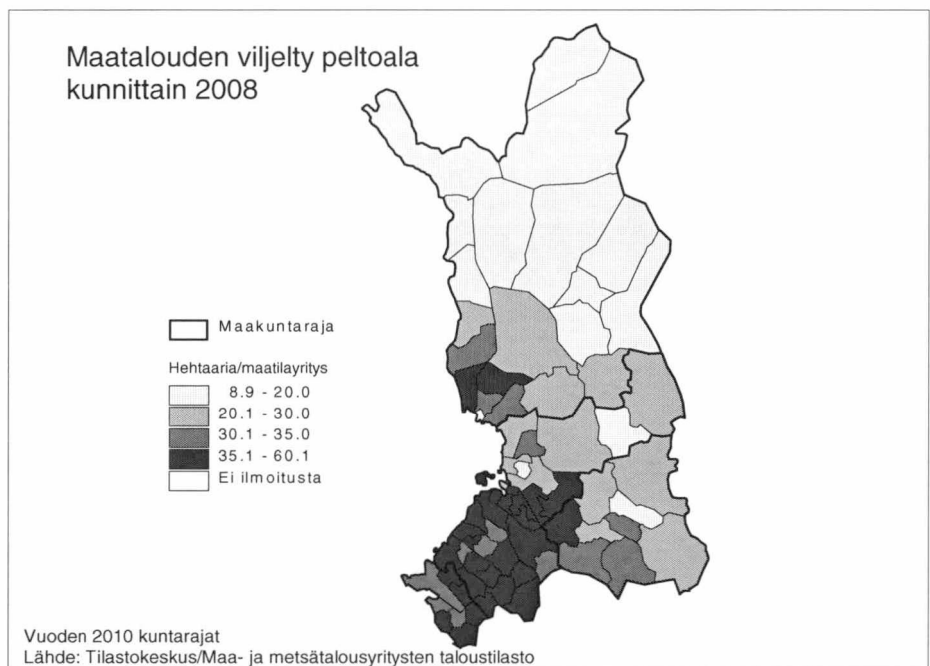 Maatalouden viljelty peltoala
kunnittain 2008
Maakuntaraja
Hehtaaria/maatilayritys
8.9 - 20.0
20.1 - 30.0
30.1 - 35.0
35.1 - 60.1
Ei ilmoitusta
Vuoden 2010 kuntarajat
Lähde: Tilastokeskus/Maa- ja metsätalousyritysten taloustilasto